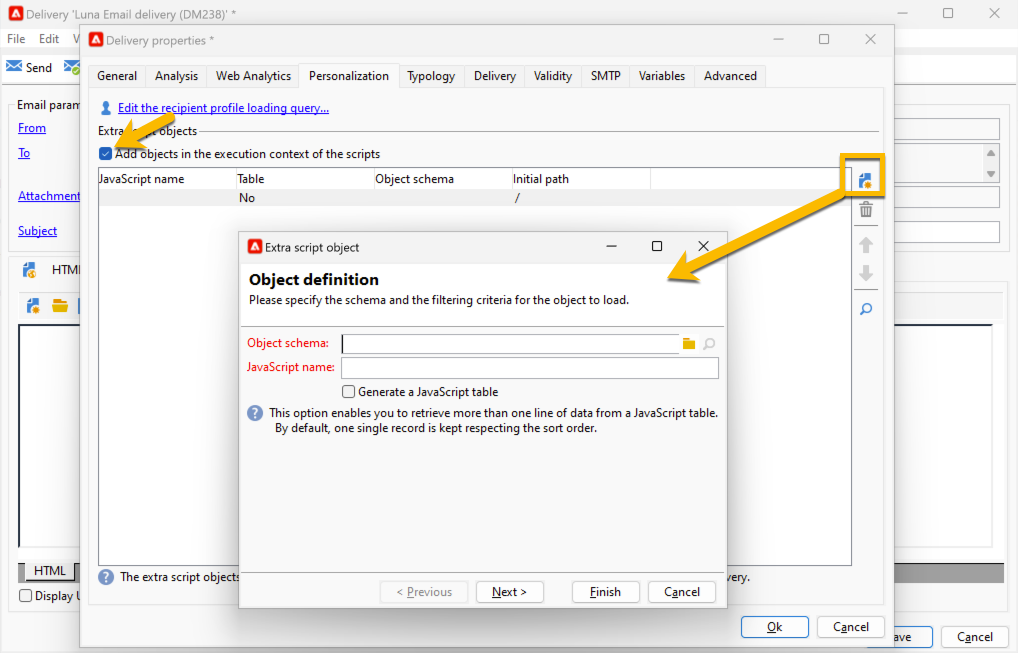 Delivery 'Luna Email delivery (DM238)' *
File Edit
Delivery properties *
Send
General Analysis Web Analytics Personalization Typology Delivery Validity SMTP Variables Advanced
Email param
Edit the recipient profile loading query...
From
Extra script objects
To
Add objects in the execution context of the scripts
JavaScript name Table Object schema Initial path
Attachment
No /
Subject
Extra script object
HTML
Object definition
Please specify the schema and the filtering criteria for the object to load.
Object schema:
JavaScript name:
Generate a JavaScript table
This option enables you to retrieve more than one line of data from a JavaScript table.
By default, one single record is kept respecting the sort order.
HTML
The extra script objects
very.
Display
< Previous Next > Finish Cancel
Ok Cancel
ave Cancel